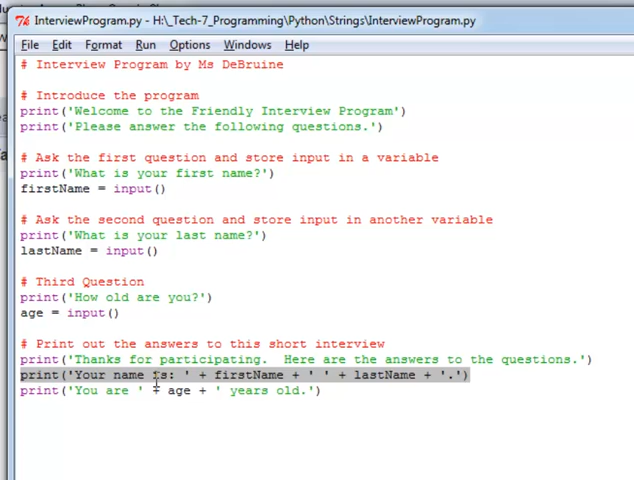 InterviewProgram.py - H:\_Tech-7_Programming\Python\Strings\InterviewProgram.py
File Edit Format Run Options Windows Help
# Interview Program by Ms DeBruine
# Introduce the program
print('Welcome to the Friendly Interview Program')
print('Please answer the following questions.')
# Ask the first question and store input in a variable
print('What is your first name?')
firstName = input()
# Ask the second question and store input in another variable
print('What is your last name?')
lastName = input()
# Third Question
print('How old are you?')
age = input()
# Print out the answers to this short interview
print('Thanks for participating.  Here are the answers to the questions.')
print('Your name is: ' + firstName + ' ' + lastName + '.')
print('You are ' + age + ' years old.')